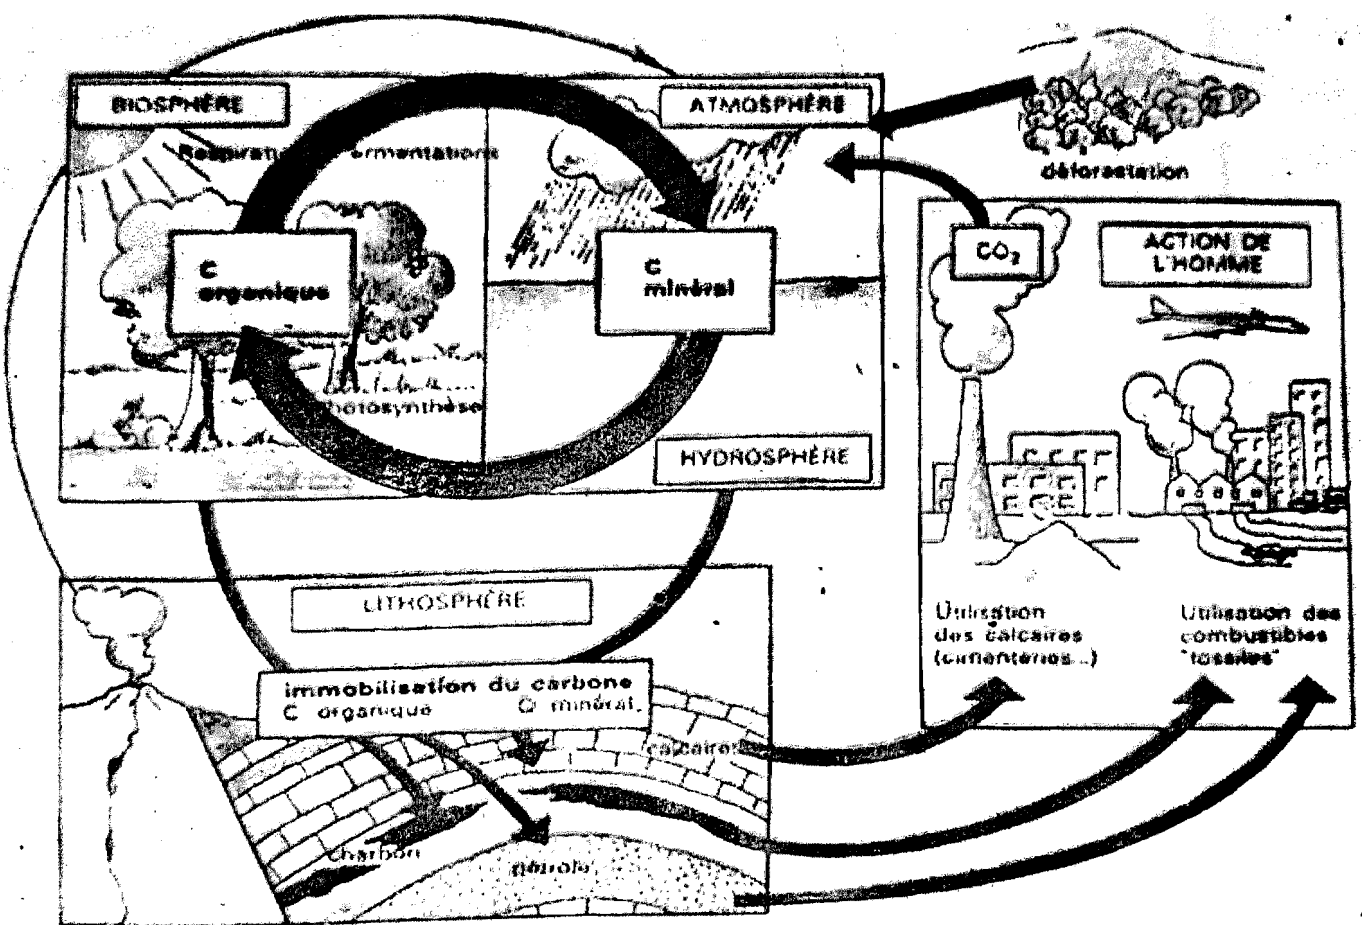 BIOSPHÈRE
ATMOSPHÈRE
déforestation
C
organique
C
minéral
CO₂
ACTION DE
L'HOMME
HYDROSPHÈRE
LITHOSPHÈRE
immobilisation du carbone
C organique
C minéral.
Utilisation
des calcaires
(cimenteries...)
Utilisation des
combustibles
"fossiles"
calcaires
charbon
pétrole